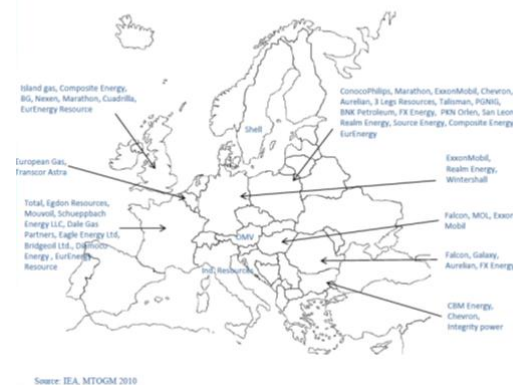 Island gas, Composite Energy,
BG, Nexen, Marathon, Cuadrilla,
EurEnergy Resource
ConocoPhilips, Marathon, ExxonMobil, Chevron,
Aurelian, 3 Legs Resources, Talisman, PGNIG,
BNK Petroleum, FX Energy, PKN Orlen, San Leon
Realm Energy, Source Energy, Composite Energy
EurEnergy
Shell
European Gas,
Transcor Astra
ExxonMobil,
Realm Energy,
Wintershall
Total, Egdon Resources,
Mouvoil, Schueppbach
Energy LLC, Dale Gas
Partners, Eagle Energy Ltd,
Bridgeoil Ltd.,
Energy, EurEnergy
Resource
Falcon, MOL, Exxon
Mobil
OMV
Falcon, Galaxy,
Aurelian, FX Energy
Ind. Resources
CBM Energy,
Chevron,
Integrity power
Source: IEA, MTOGM 2010